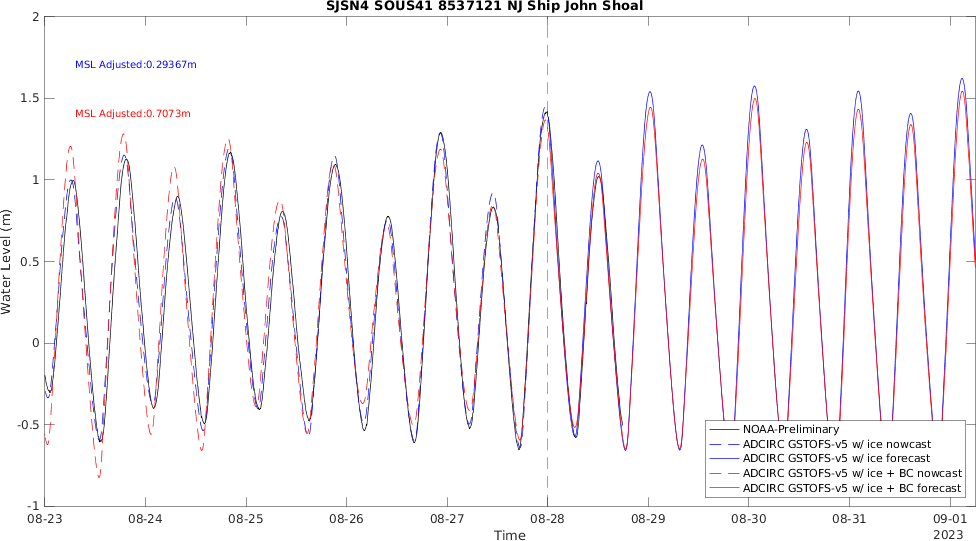 SJSN4 SOUS41 8537121 NJ Ship John Shoal
2
MSL Adjusted:0.29367m
1.5
MSL Adjusted:0.7073m
1
0.5
Water Level (m)
0
-0.5
NOAA-Preliminary
ADCIRC GSTOFS-v5 w/ ice nowcast
ADCIRC GSTOFS-v5 w/ ice forecast
ADCIRC GSTOFS-v5 w/ ice + BC nowcast
ADCIRC GSTOFS-v5 w/ ice + BC forecast
-1
08-23 08-24 08-25 08-26 08-27 08-28 08-29 08-30 08-31 09-01
Time
2023